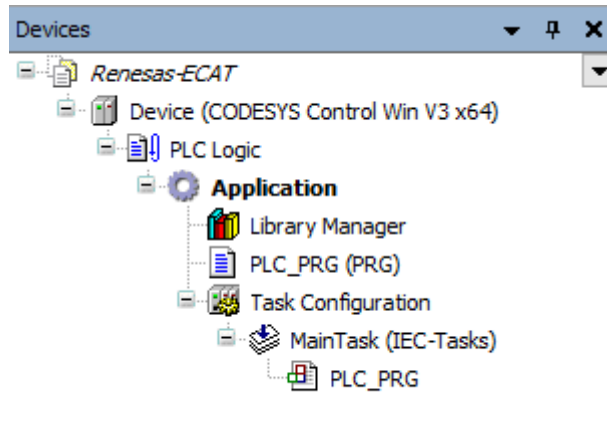 Devices
Renesas-ECAT
Device (CODESYS Control Win V3 x64)
PLC Logic
Application
Library Manager
PLC_PRG (PRG)
Task Configuration
MainTask (IEC-Tasks)
PLC_PRG